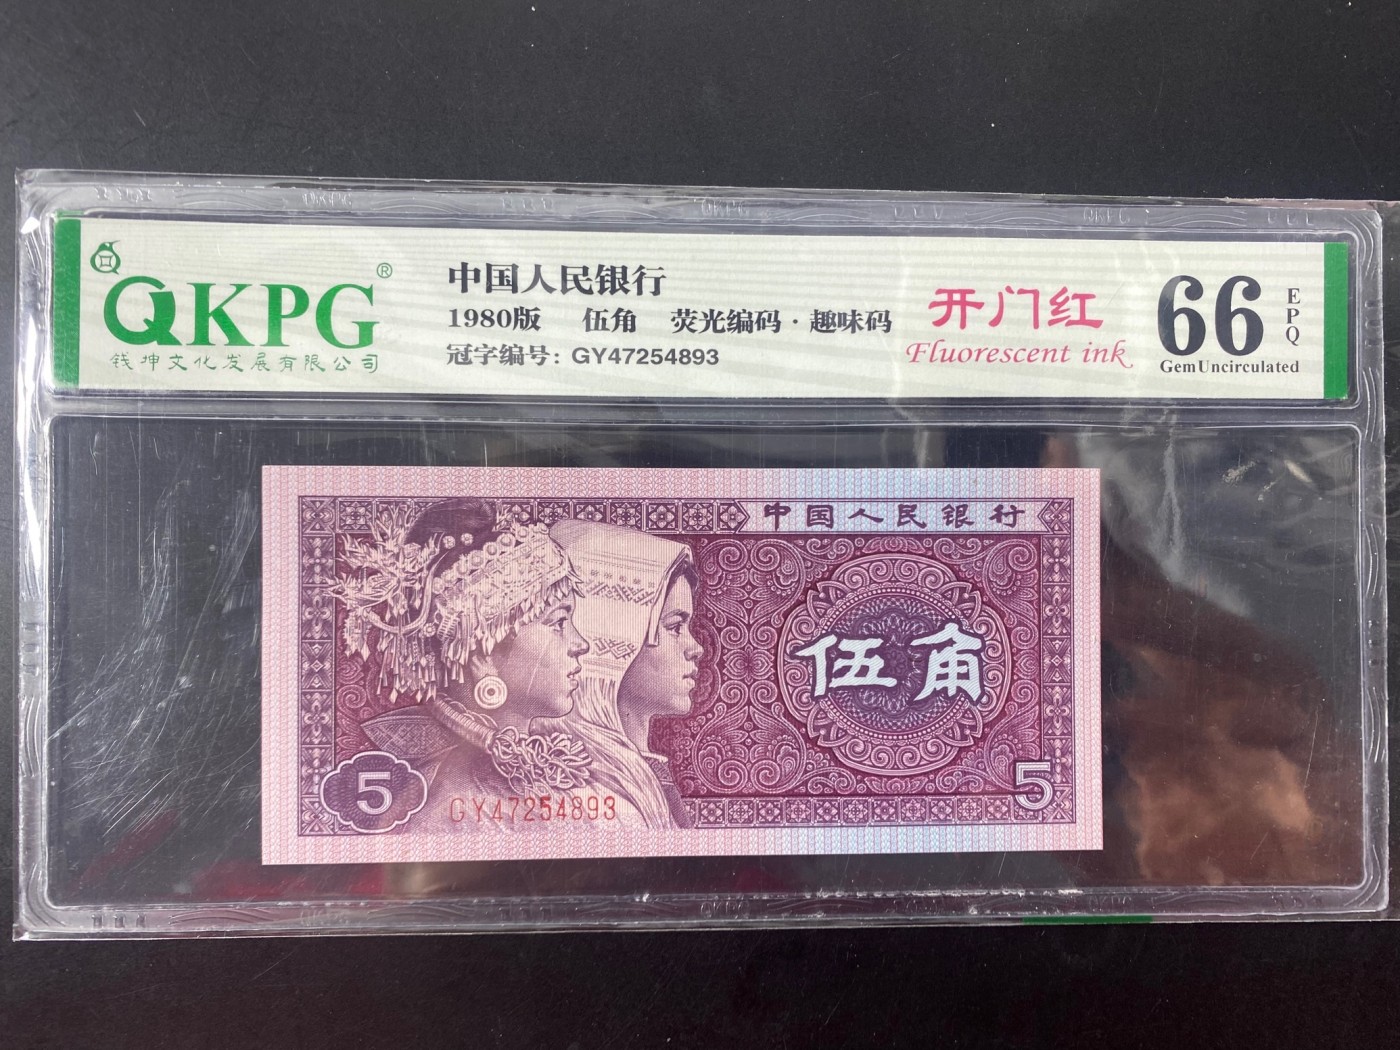 QKPG®
钱坤文化发展有限公司
中国人民银行
1980版 伍角 荧光编码·趣味码
冠字编号: GY47254893
开门红
Fluorescent ink
66 EPQ
GemUncirculated
中国人民银行
伍角
5
GY47254893
5